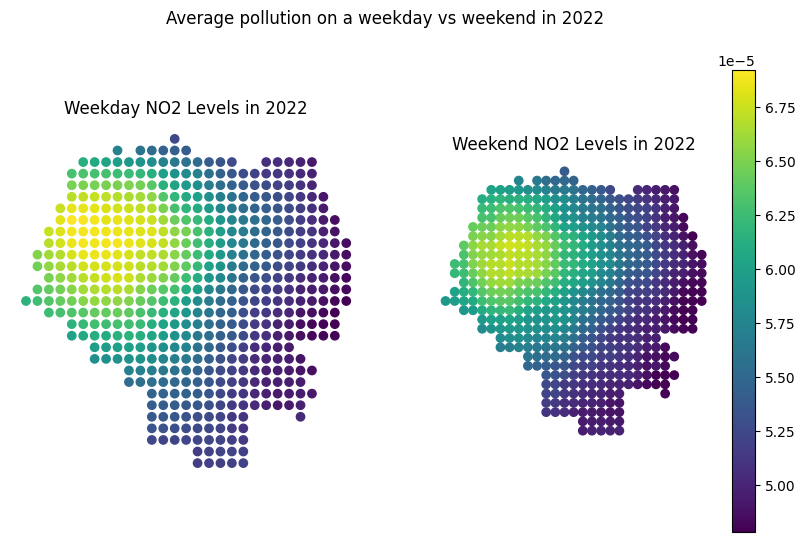 Average pollution on a weekday vs weekend in 2022
Weekday NO2 Levels in 2022
Weekend NO2 Levels in 2022
1e−5
6.75
6.50
6.25
6.00
5.75
5.50
5.25
5.00